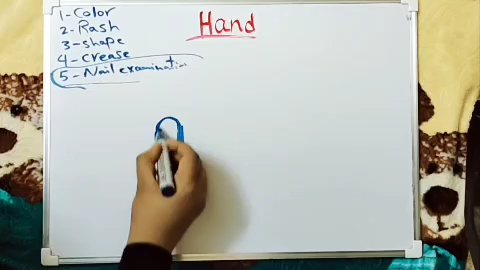 Hand
1-Color
2-Rash
3-shape
4-crease
5-Nail examination